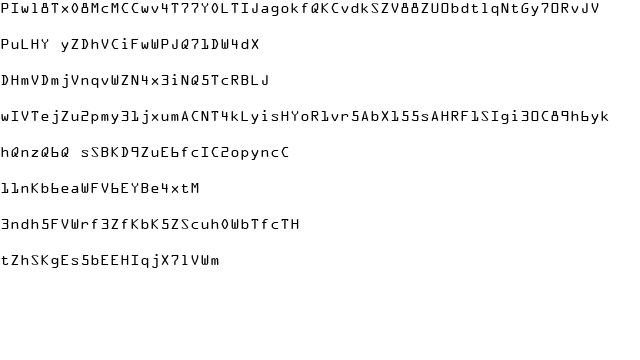 PIwl8Tx08McMCCwv4T77Y0LTIJagokfQKCvdkSZV88ZUObdtlqNtGy7ORvJV
PuLHY yZDhVCiFwWPJQ71DW4dX
DHmVDmjVnqvWZN4x3iNQ5TcRBLJ
wIVTejZu2pmy31jxumACNT4kLyisHYoR1vr5AbX155sAHRF1SIgi3OC89h6yk
hQnzQ6Q sSBKD9ZuE6fcIC2opyncC
11nKb6eaWFV6EYBe4xtM
3ndh5FVWrf3ZfKbK5ZScuh0WbTfcTH
tZhSKgEs5bEEHIqjX71VWm